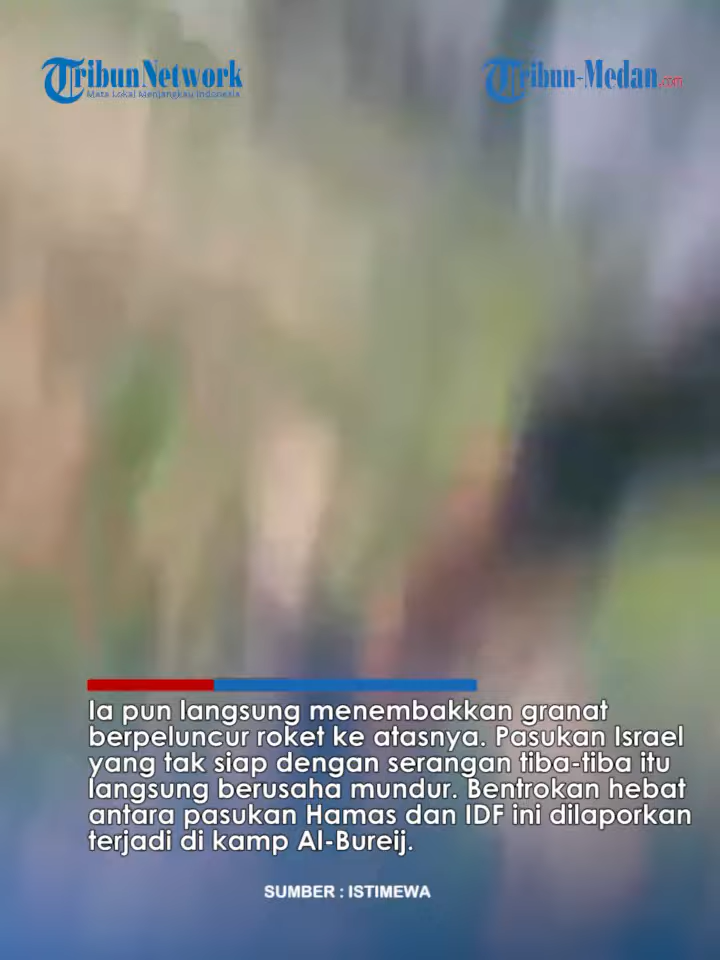 Tribun Network
Mata Lokal Menjangkau Indonesia
Tribun-Medan.com
Ia pun langsung menembakkan granat
berpeluncur roket ke atasnya. Pasukan Israel
yang tak siap dengan serangan tiba-tiba itu
langsung berusaha mundur. Bentrokan hebat
antara pasukan Hamas dan IDF ini dilaporkan
terjadi di kamp Al-Bureij.
SUMBER : ISTIMEWA